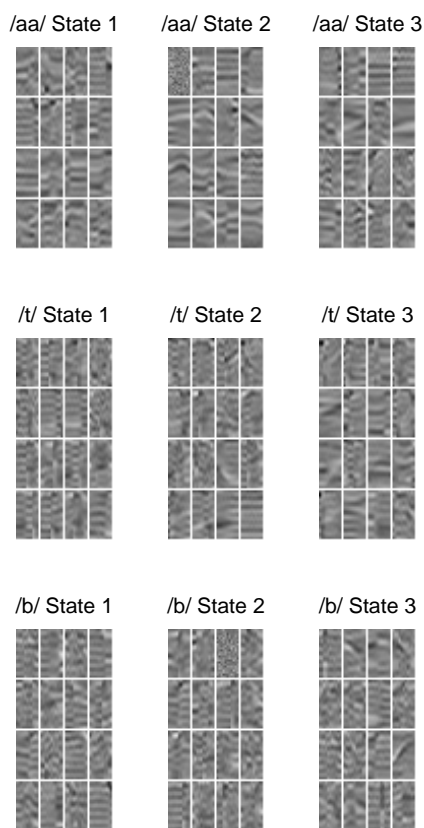 /aa/ State 1
/aa/ State 2
/aa/ State 3
/t/ State 1
/t/ State 2
/t/ State 3
/b/ State 1
/b/ State 2
/b/ State 3